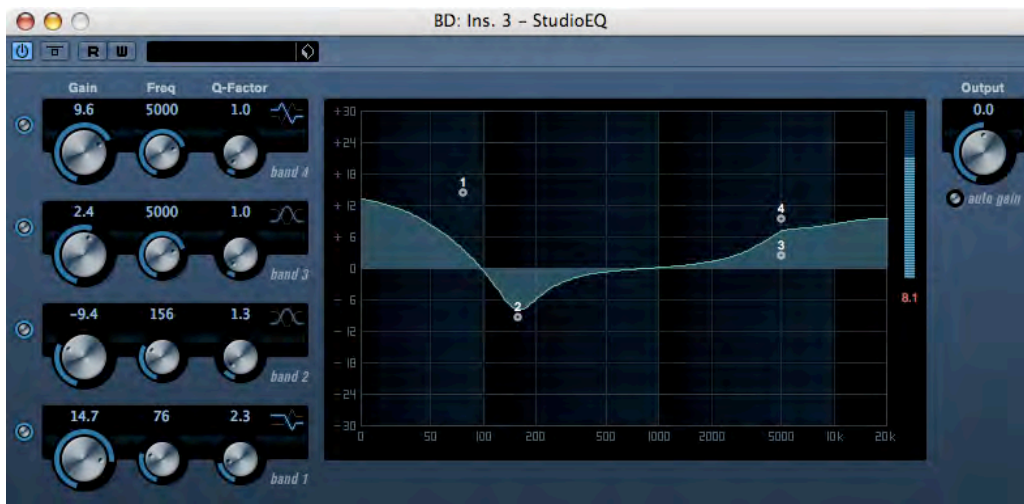 BD: Ins. 3 – StudioEQ
R W
Gain Freq Q-Factor
9.6 5000 1.0
band 4
2.4 5000 1.0
band 3
-9.4 156 1.3
band 2
14.7 76 2.3
band 1
+30
+24
+18
+12
+6
0
-6
-12
-18
-24
-30
0 50 100 200 500 1000 2000 5000 10k 20k
1
2
4
3
8.1
Output
0.0
auto gain